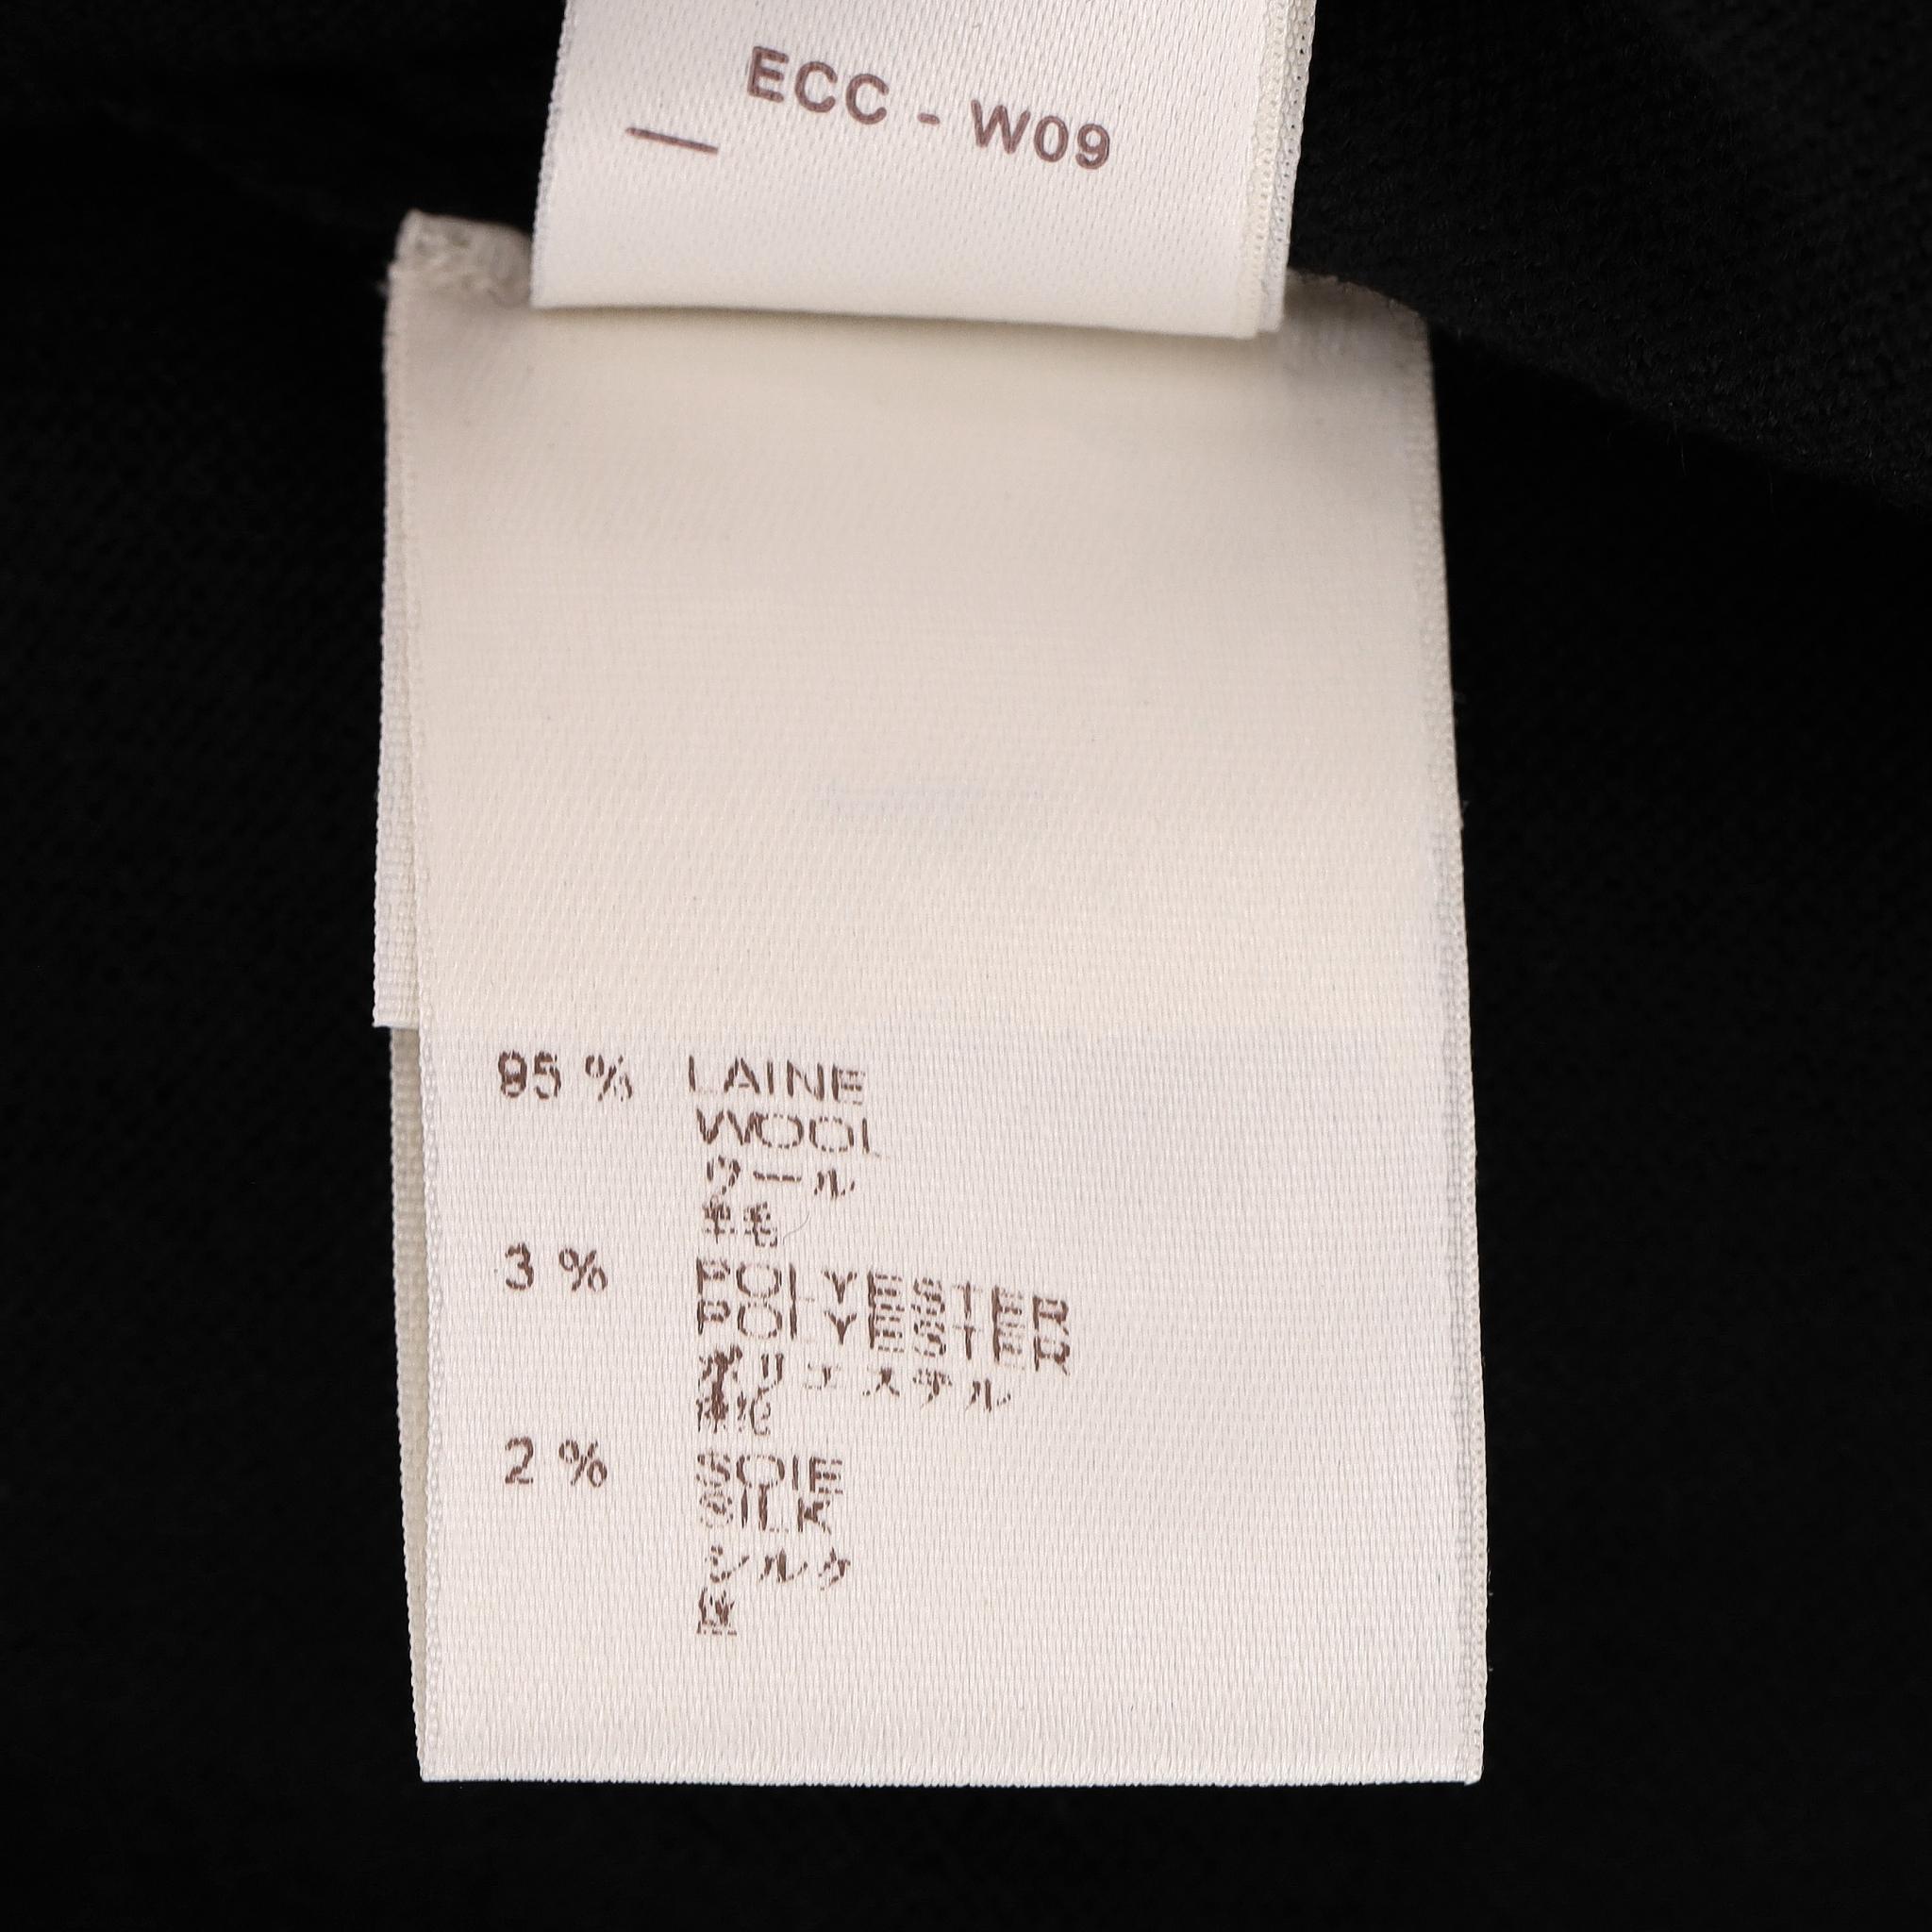 ECC - W09
95 % LAINE
WOOL
ウール
羊毛
3 % POLYESTER
POLYESTER
ポリエステル
2 % SOIE
SILK
シルク